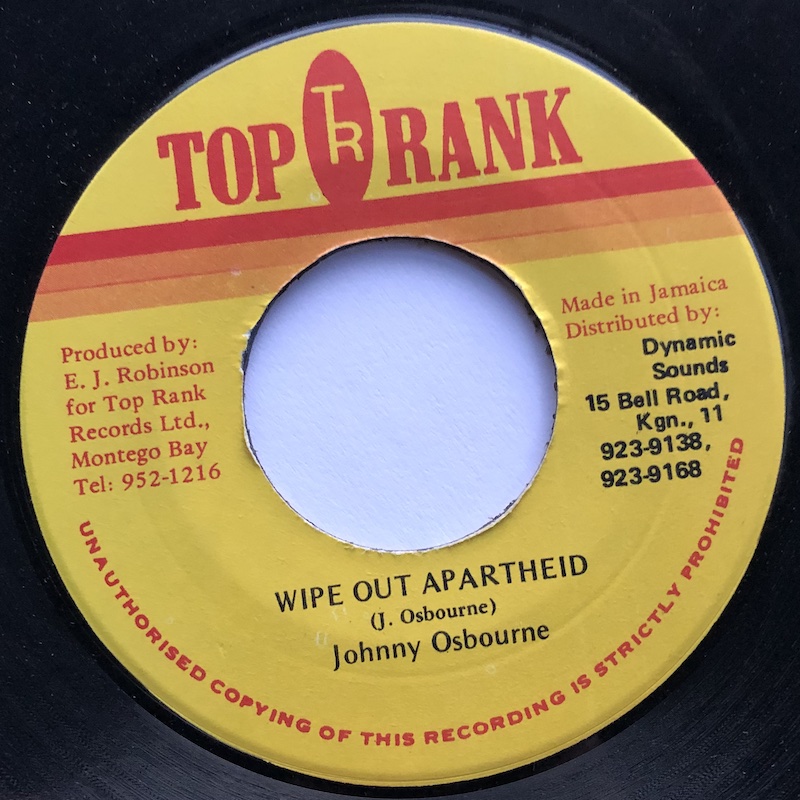 TOP TR RANK
Produced by:
E. J. Robinson
for Top Rank
Records Ltd.,
Montego Bay
Tel: 952-1216
Made in Jamaica
Distributed by:
Dynamic
Sounds
15 Bell Road,
Kgn., 11
923-9138,
923-9168
WIPE OUT APARTHEID
(J. Osbourne)
Johnny Osbourne
UNAUTHORISED COPYING OF THIS RECORDING IS STRICTLY PROHIBITED